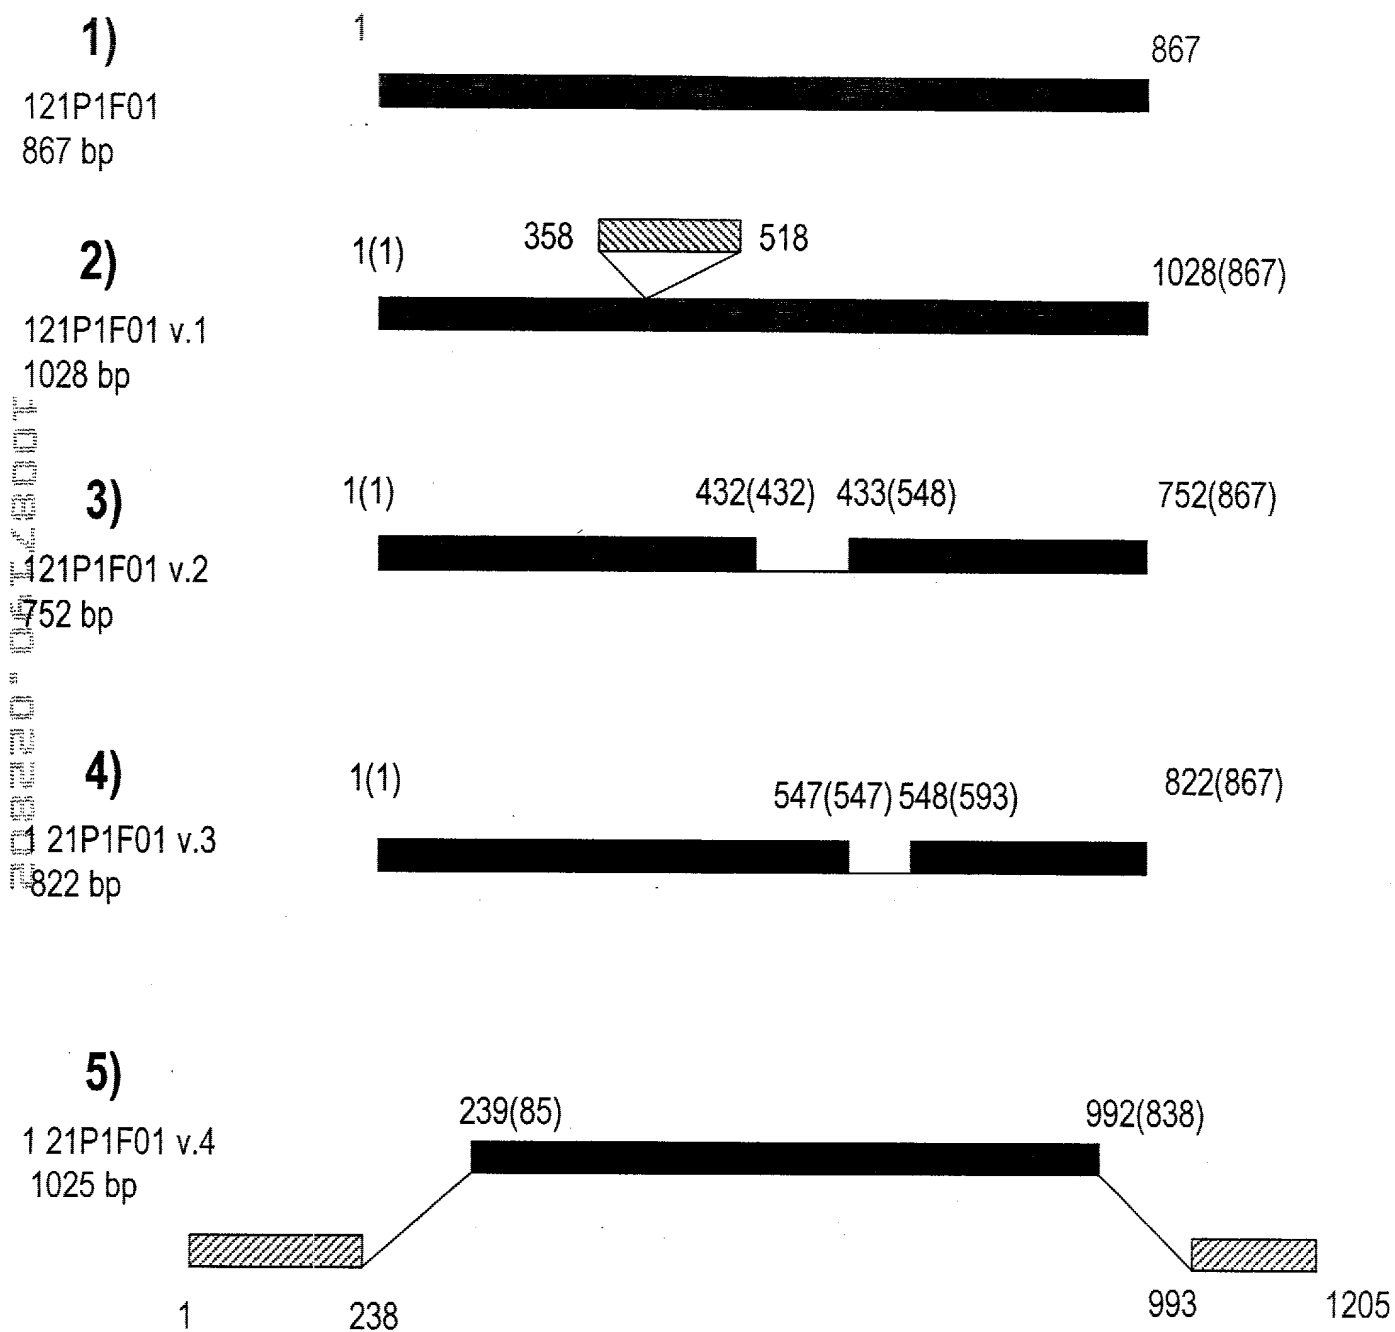 1)
1
867
121P1F01
867 bp
2)
1(1)
358
518
1028(867)
121P1F01 v.1
1028 bp
3)
1(1)
432(432)
433(548)
752(867)
121P1F01 v.2
752 bp
4)
1(1)
547(547)
548(593)
822(867)
1 21P1F01 v.3
822 bp
5)
239(85)
992(838)
1 21P1F01 v.4
1025 bp
1
238
993
1205